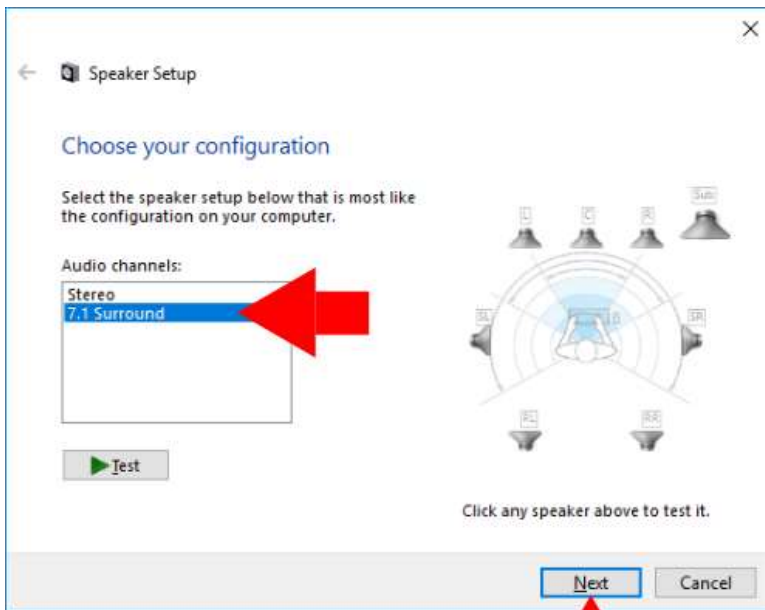 Speaker Setup
Choose your configuration
Select the speaker setup below that is most like
the configuration on your computer.
Audio channels:
Stereo
7.1 Surround
Test
L
C
R
Sub
SL
SR
RL
RR
Click any speaker above to test it.
Next
Cancel